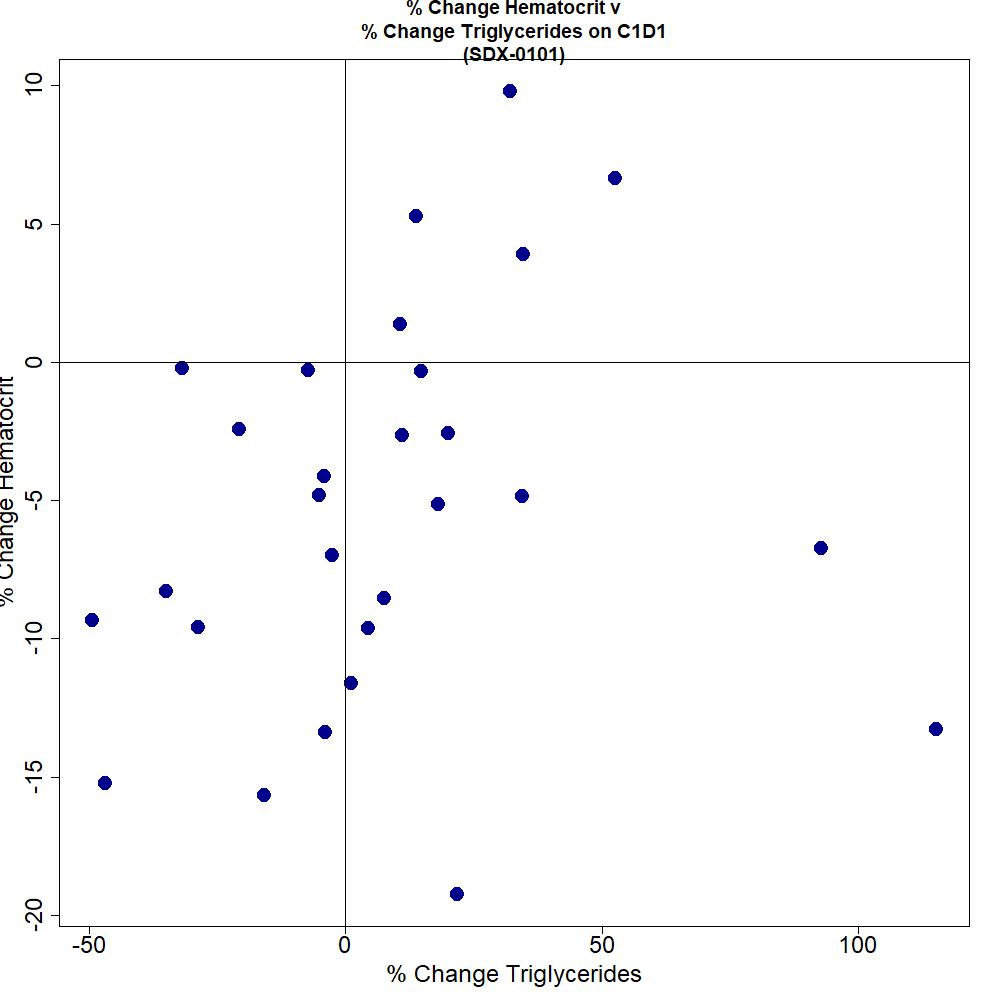 % Change Hematocrit v
% Change Triglycerides on C1D1
(SDX-0101)
% Change Hematocrit
10
5
0
-5
-10
-15
-20
-50
0
50
100
% Change Triglycerides